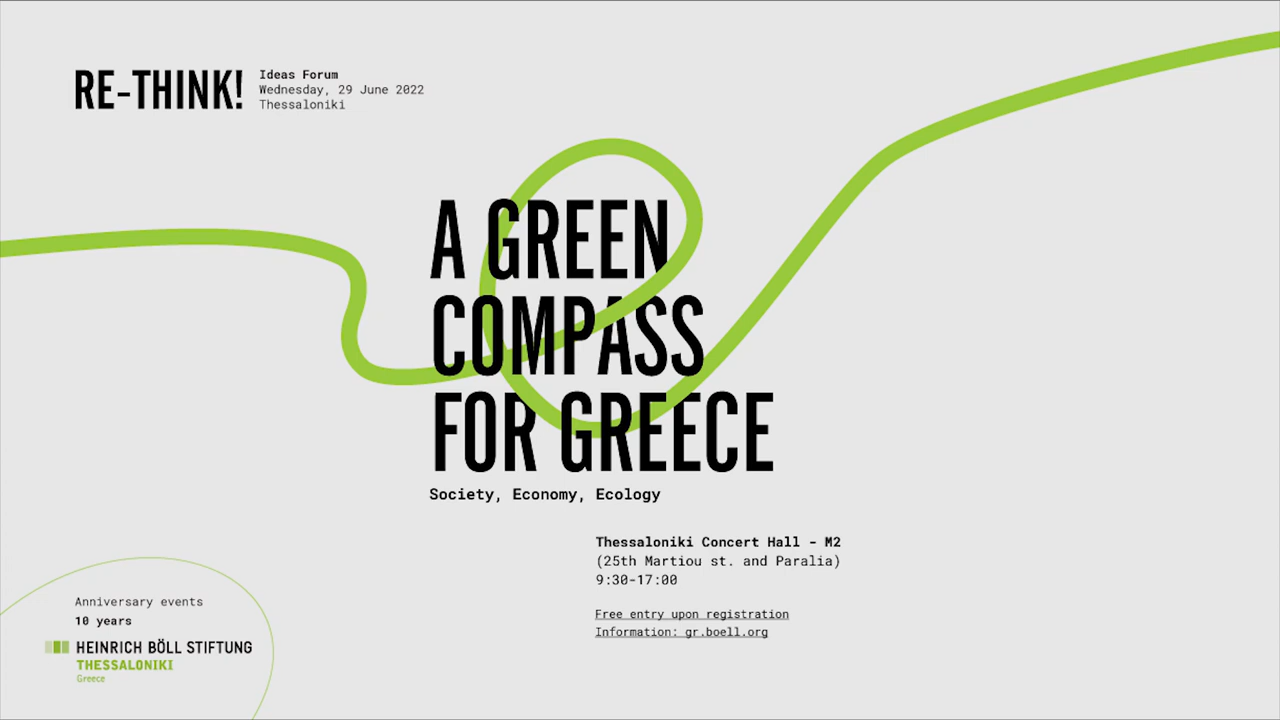 RE-THINK!
Ideas Forum
Wednesday, 29 June 2022
Thessaloniki
A GREEN
COMPASS
FOR GREECE
Society, Economy, Ecology
Thessaloniki Concert Hall - M2
(25th Martiou st. and Paralia)
9:30-17:00
Free entry upon registration
Information: gr.boell.org
Anniversary events
10 years
HEINRICH BÖLL STIFTUNG
THESSALONIKI
Greece